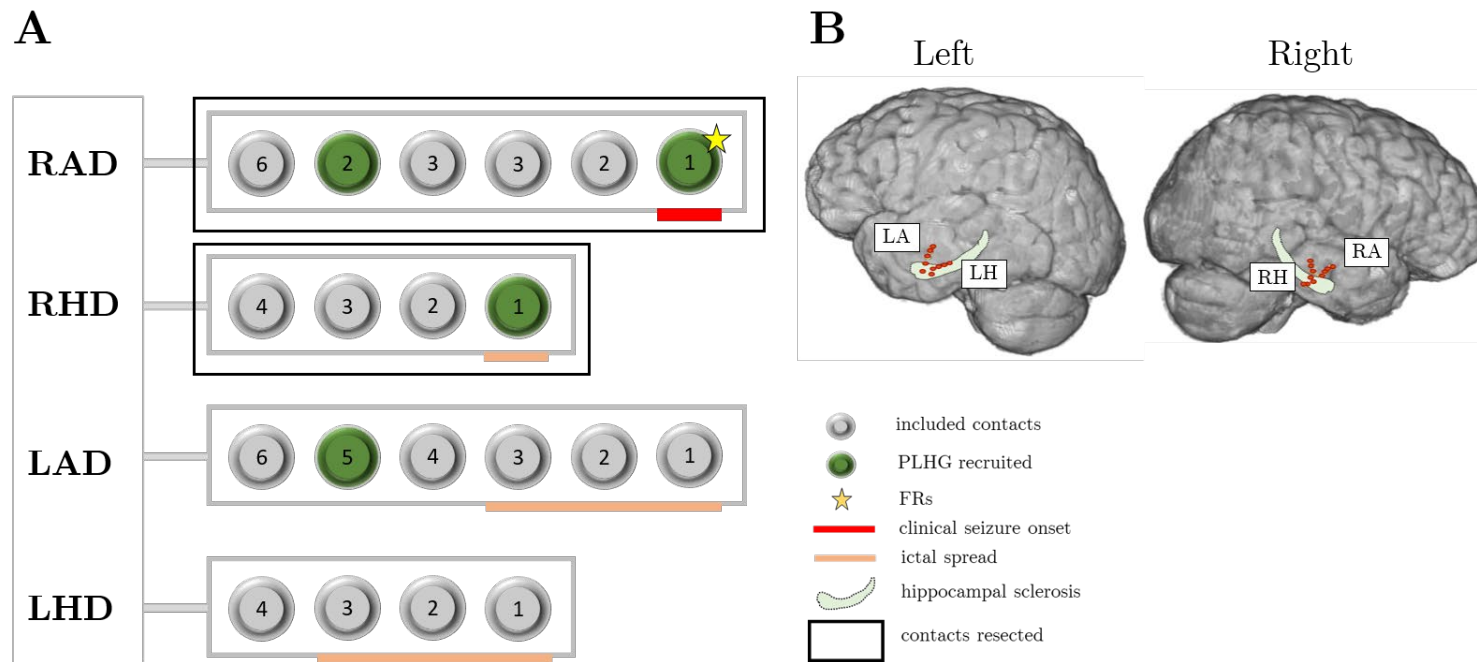 A
RAD
6 2 3 3 2 1
RHD
4 3 2 1
LAD
6 5 4 3 2 1
LHD
4 3 2 1
B
Left
Right
LA
LH
RH
RA
included contacts
PLHG recruited
FRs
clinical seizure onset
ictal spread
hippocampal sclerosis
contacts resected